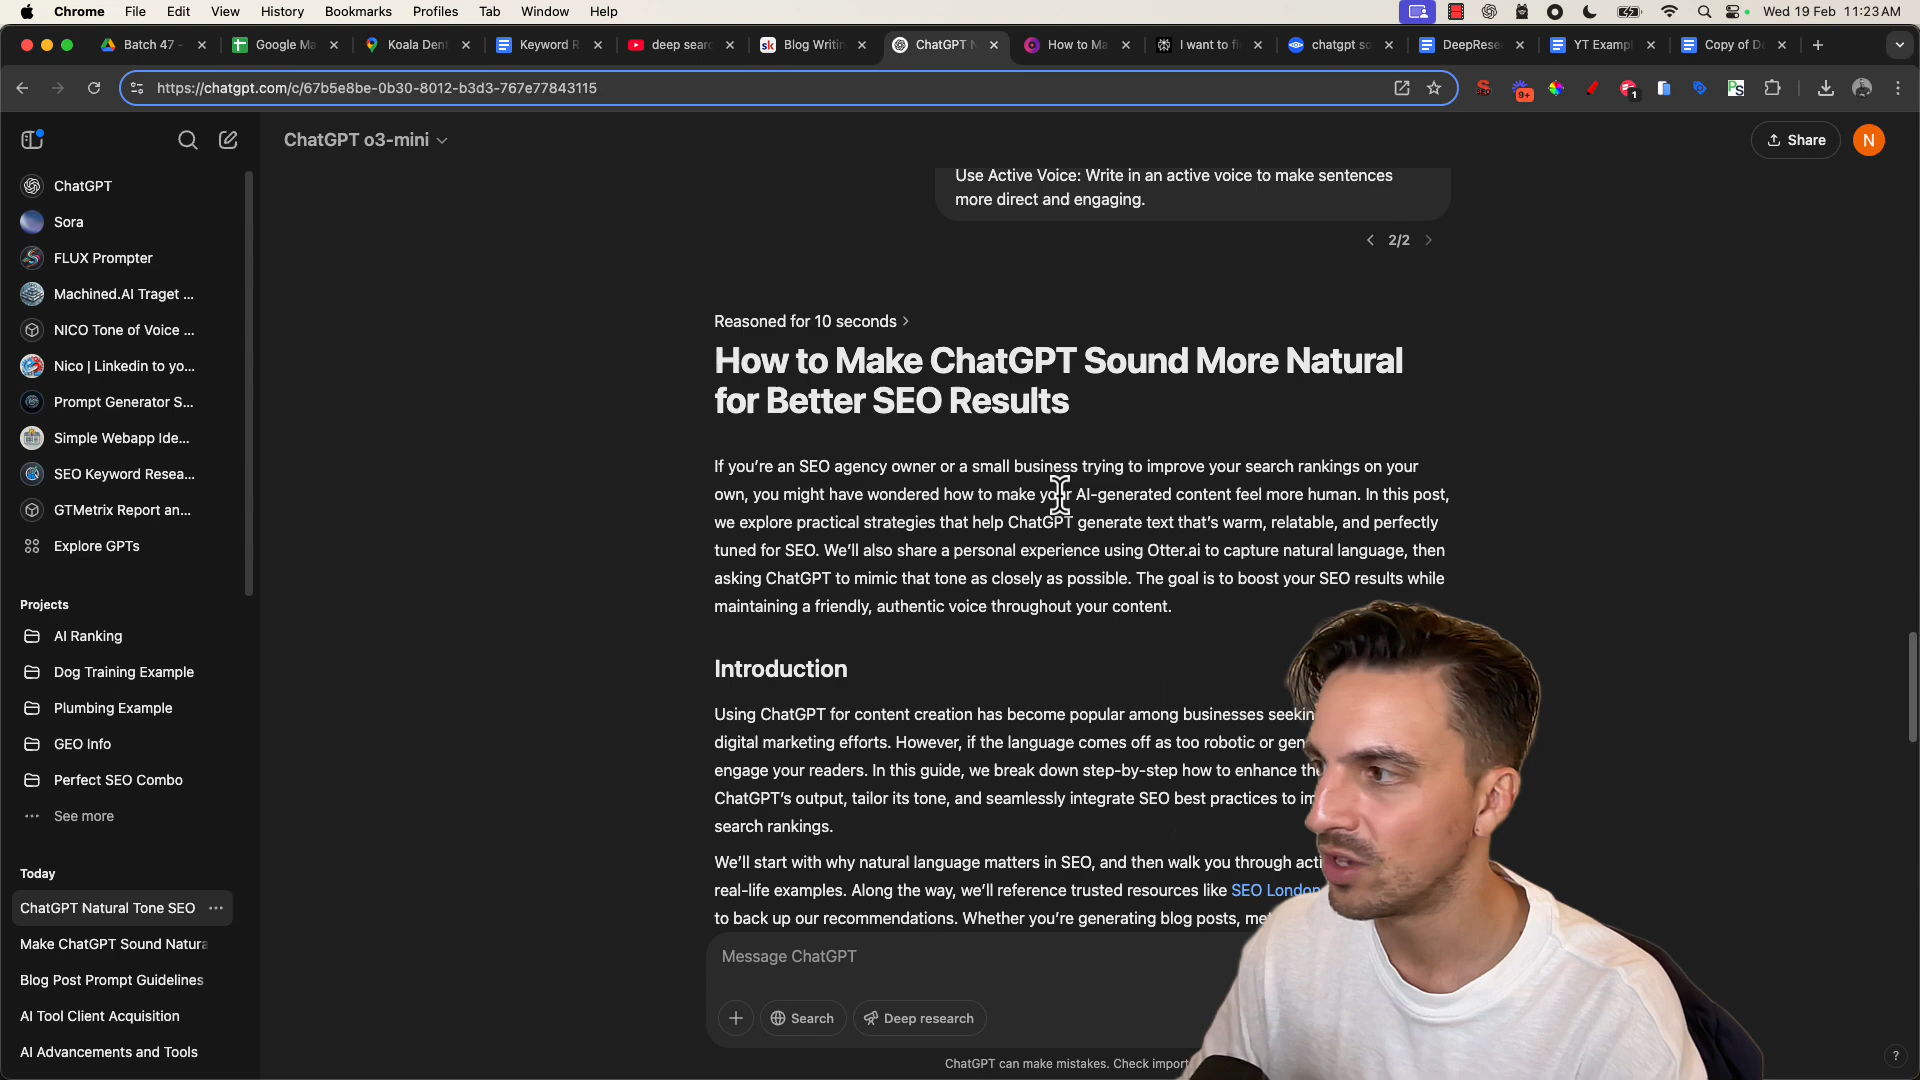 Chrome File Edit View History Bookmarks Profiles Tab Window Help Wed 19 Feb 11:23 AM
Batch 47 - Google Ma Koala Den Keyword R deep sear Blog Writin ChatGPT N How to Ma I want to fi chatgpt so DeepRese YT Exampl Copy of D
https://chatgpt.com/c/67b5e8be-0b30-8012-b3d3-767e77843115
9+
1
ChatGPT o3-mini
Share
N
ChatGPT
Sora
FLUX Prompter
Machined.AI Traget ...
NICO Tone of Voice ...
Nico | Linkedin to yo...
Prompt Generator S...
Simple Webapp Ide...
SEO Keyword Resea...
GTMetrix Report an...
Explore GPTs
Projects
AI Ranking
Dog Training Example
Plumbing Example
GEO Info
Perfect SEO Combo
See more
Today
ChatGPT Natural Tone SEO
Make ChatGPT Sound Natura
Blog Post Prompt Guidelines
AI Tool Client Acquisition
AI Advancements and Tools
Use Active Voice: Write in an active voice to make sentences
more direct and engaging.
2/2
Reasoned for 10 seconds
How to Make ChatGPT Sound More Natural
for Better SEO Results
If you're an SEO agency owner or a small business trying to improve your search rankings on your
own, you might have wondered how to make your AI-generated content feel more human. In this post,
we explore practical strategies that help ChatGPT generate text that's warm, relatable, and perfectly
tuned for SEO. We'll also share a personal experience using Otter.ai to capture natural language, then
asking ChatGPT to mimic that tone as closely as possible. The goal is to boost your SEO results while
maintaining a friendly, authentic voice throughout your content.
Introduction
Using ChatGPT for content creation has become popular among businesses seekin
digital marketing efforts. However, if the language comes off as too robotic or gen
engage your readers. In this guide, we break down step-by-step how to enhance the
ChatGPT's output, tailor its tone, and seamlessly integrate SEO best practices to im
search rankings.
We'll start with why natural language matters in SEO, and then walk you through acti
real-life examples. Along the way, we'll reference trusted resources like SEO London
to back up our recommendations. Whether you're generating blog posts, met
Message ChatGPT
Search
Deep research
ChatGPT can make mistakes. Check import
?